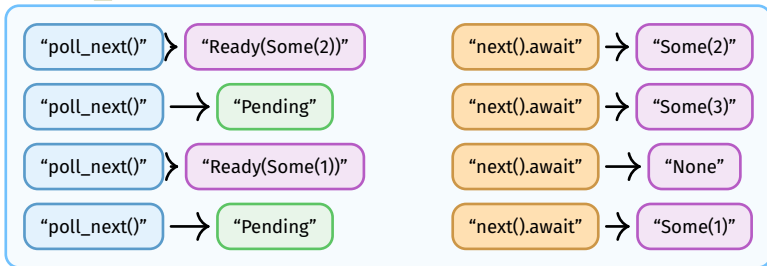 “poll_next()” “Ready(Some(2))” “next().await” “Some(2)”
“poll_next()” “Pending” “next().await” “Some(3)”
“poll_next()” “Ready(Some(1))” “next().await” “None”
“poll_next()” “Pending” “next().await” “Some(1)”